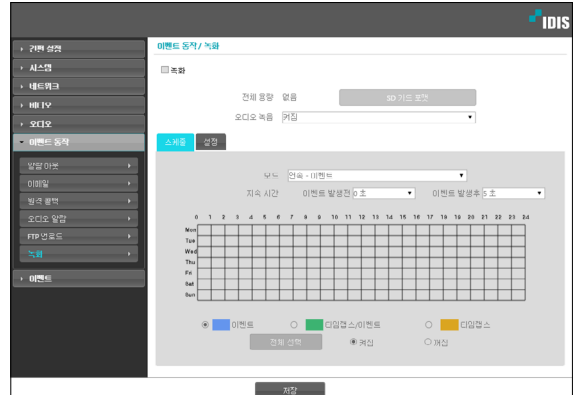 IDIS
간편 설정
시스템
네트워크
비디오
오디오
이벤트 동작
알람 아웃
이메일
원격 콜백
오디오 알람
FTP 업로드
녹화
이벤트
이벤트 동작 / 녹화
녹화
전체 용량 없음 SD 카드 포맷
오디오 녹음 켜짐
스케줄 설정
모드 연속 - 이벤트
지속 시간 이벤트 발생전 0 초 이벤트 발생후 5 초
0 1 2 3 4 5 6 7 8 9 10 11 12 13 14 15 16 17 18 19 20 21 22 23 24
Mon
Tue
Wed
Thu
Fri
Sat
Sun
이벤트 타임랩스/이벤트 타임랩스
전체 선택 켜짐 꺼짐
저장